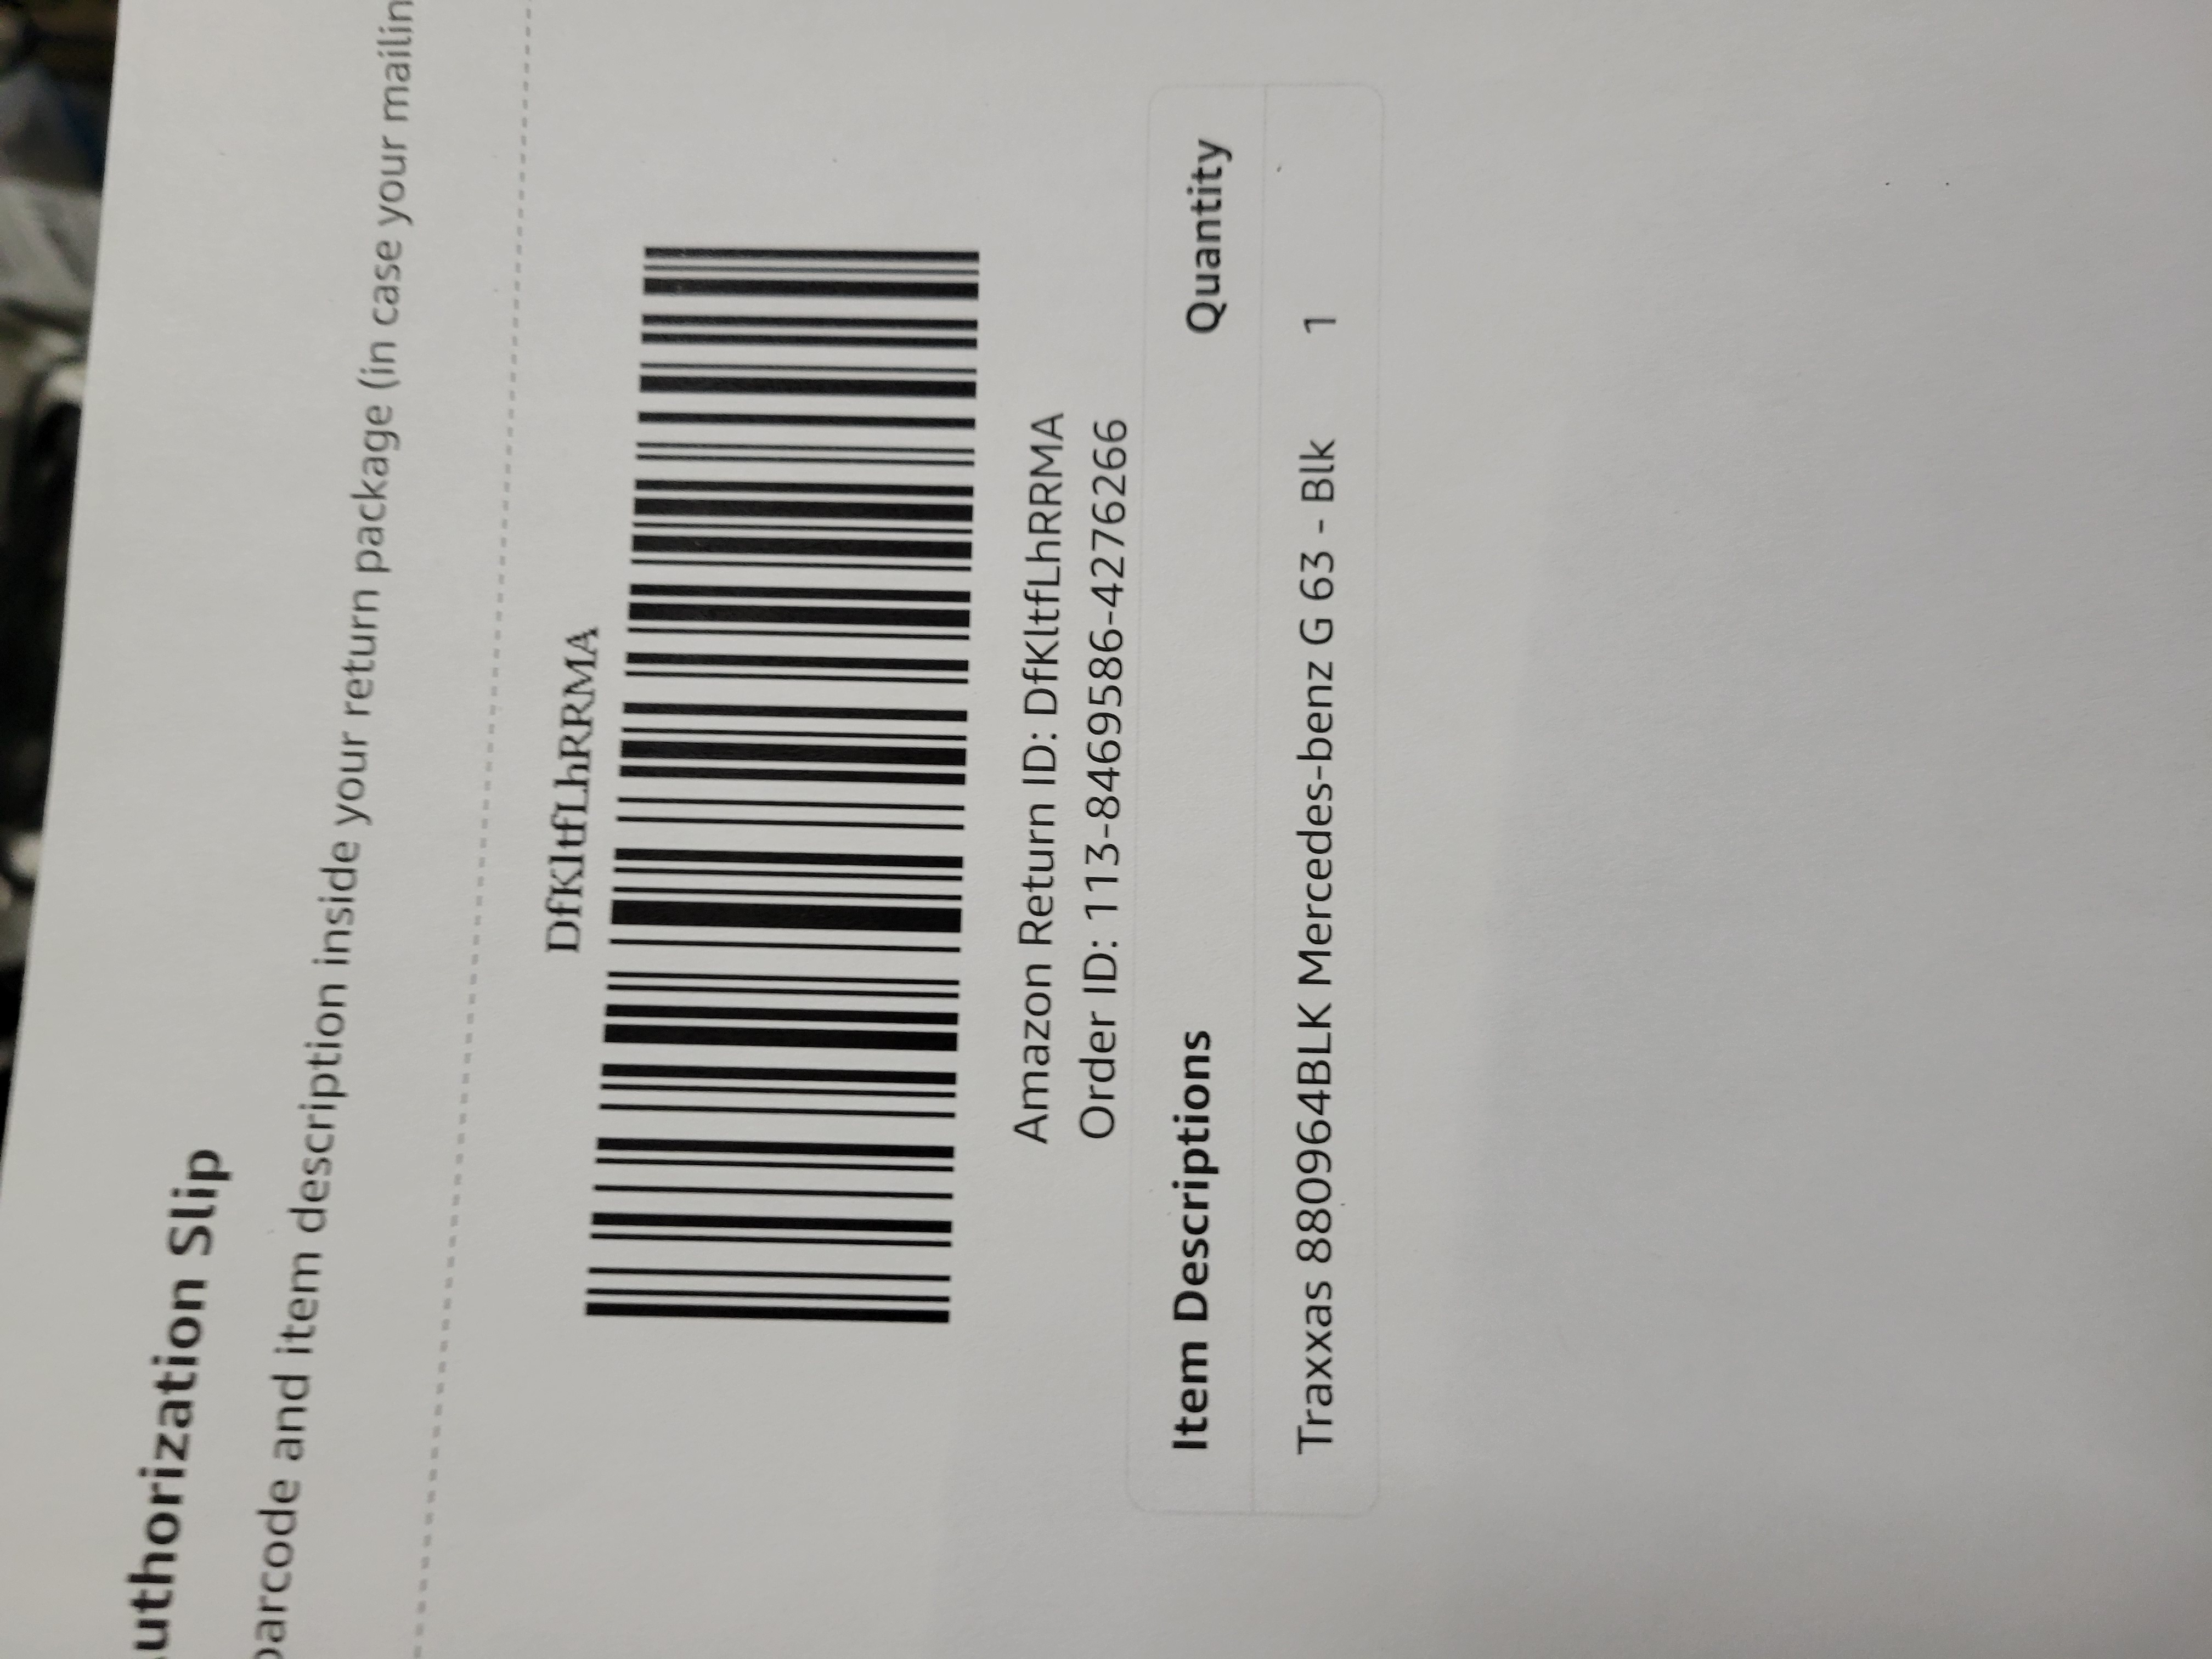 uthorization Slip
barcode and item description inside your return package (in case your mailin
DfKltfLhRRMA
Amazon Return ID: DfKltfLhRRMA
Order ID: 113-8469586-4276266
Item Descriptions Quantity
Traxxas 880964BLK Mercedes-benz G 63 - Blk 1